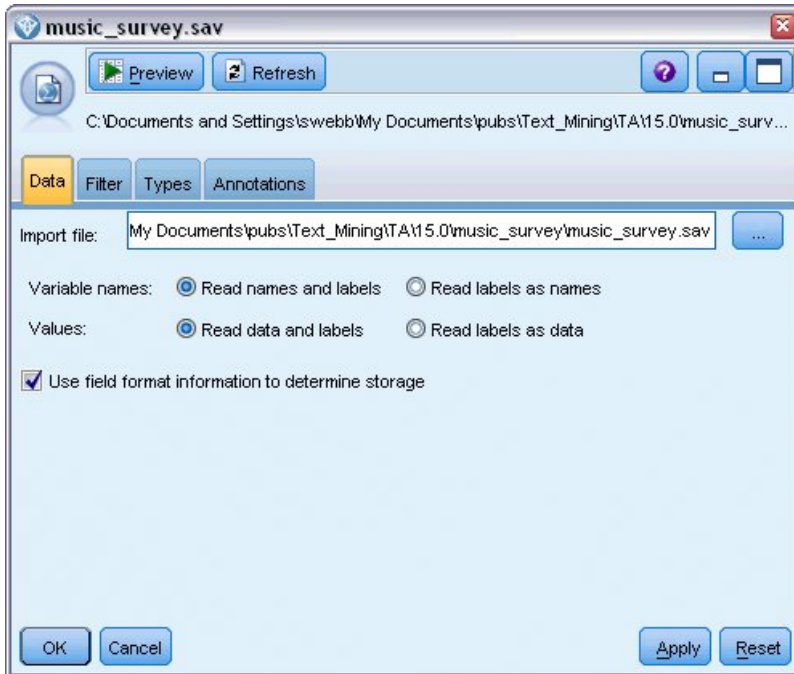 music_survey.sav
Preview Refresh
C:\Documents and Settings\swebb\My Documents\pubs\Text_Mining\TA\15.0\music_surv...
Data Filter Types Annotations
Import file: My Documents\pubs\Text_Mining\TA\15.0\music_survey\music_survey.sav ...
Variable names: Read names and labels Read labels as names
Values: Read data and labels Read labels as data
Use field format information to determine storage
OK Cancel Apply Reset